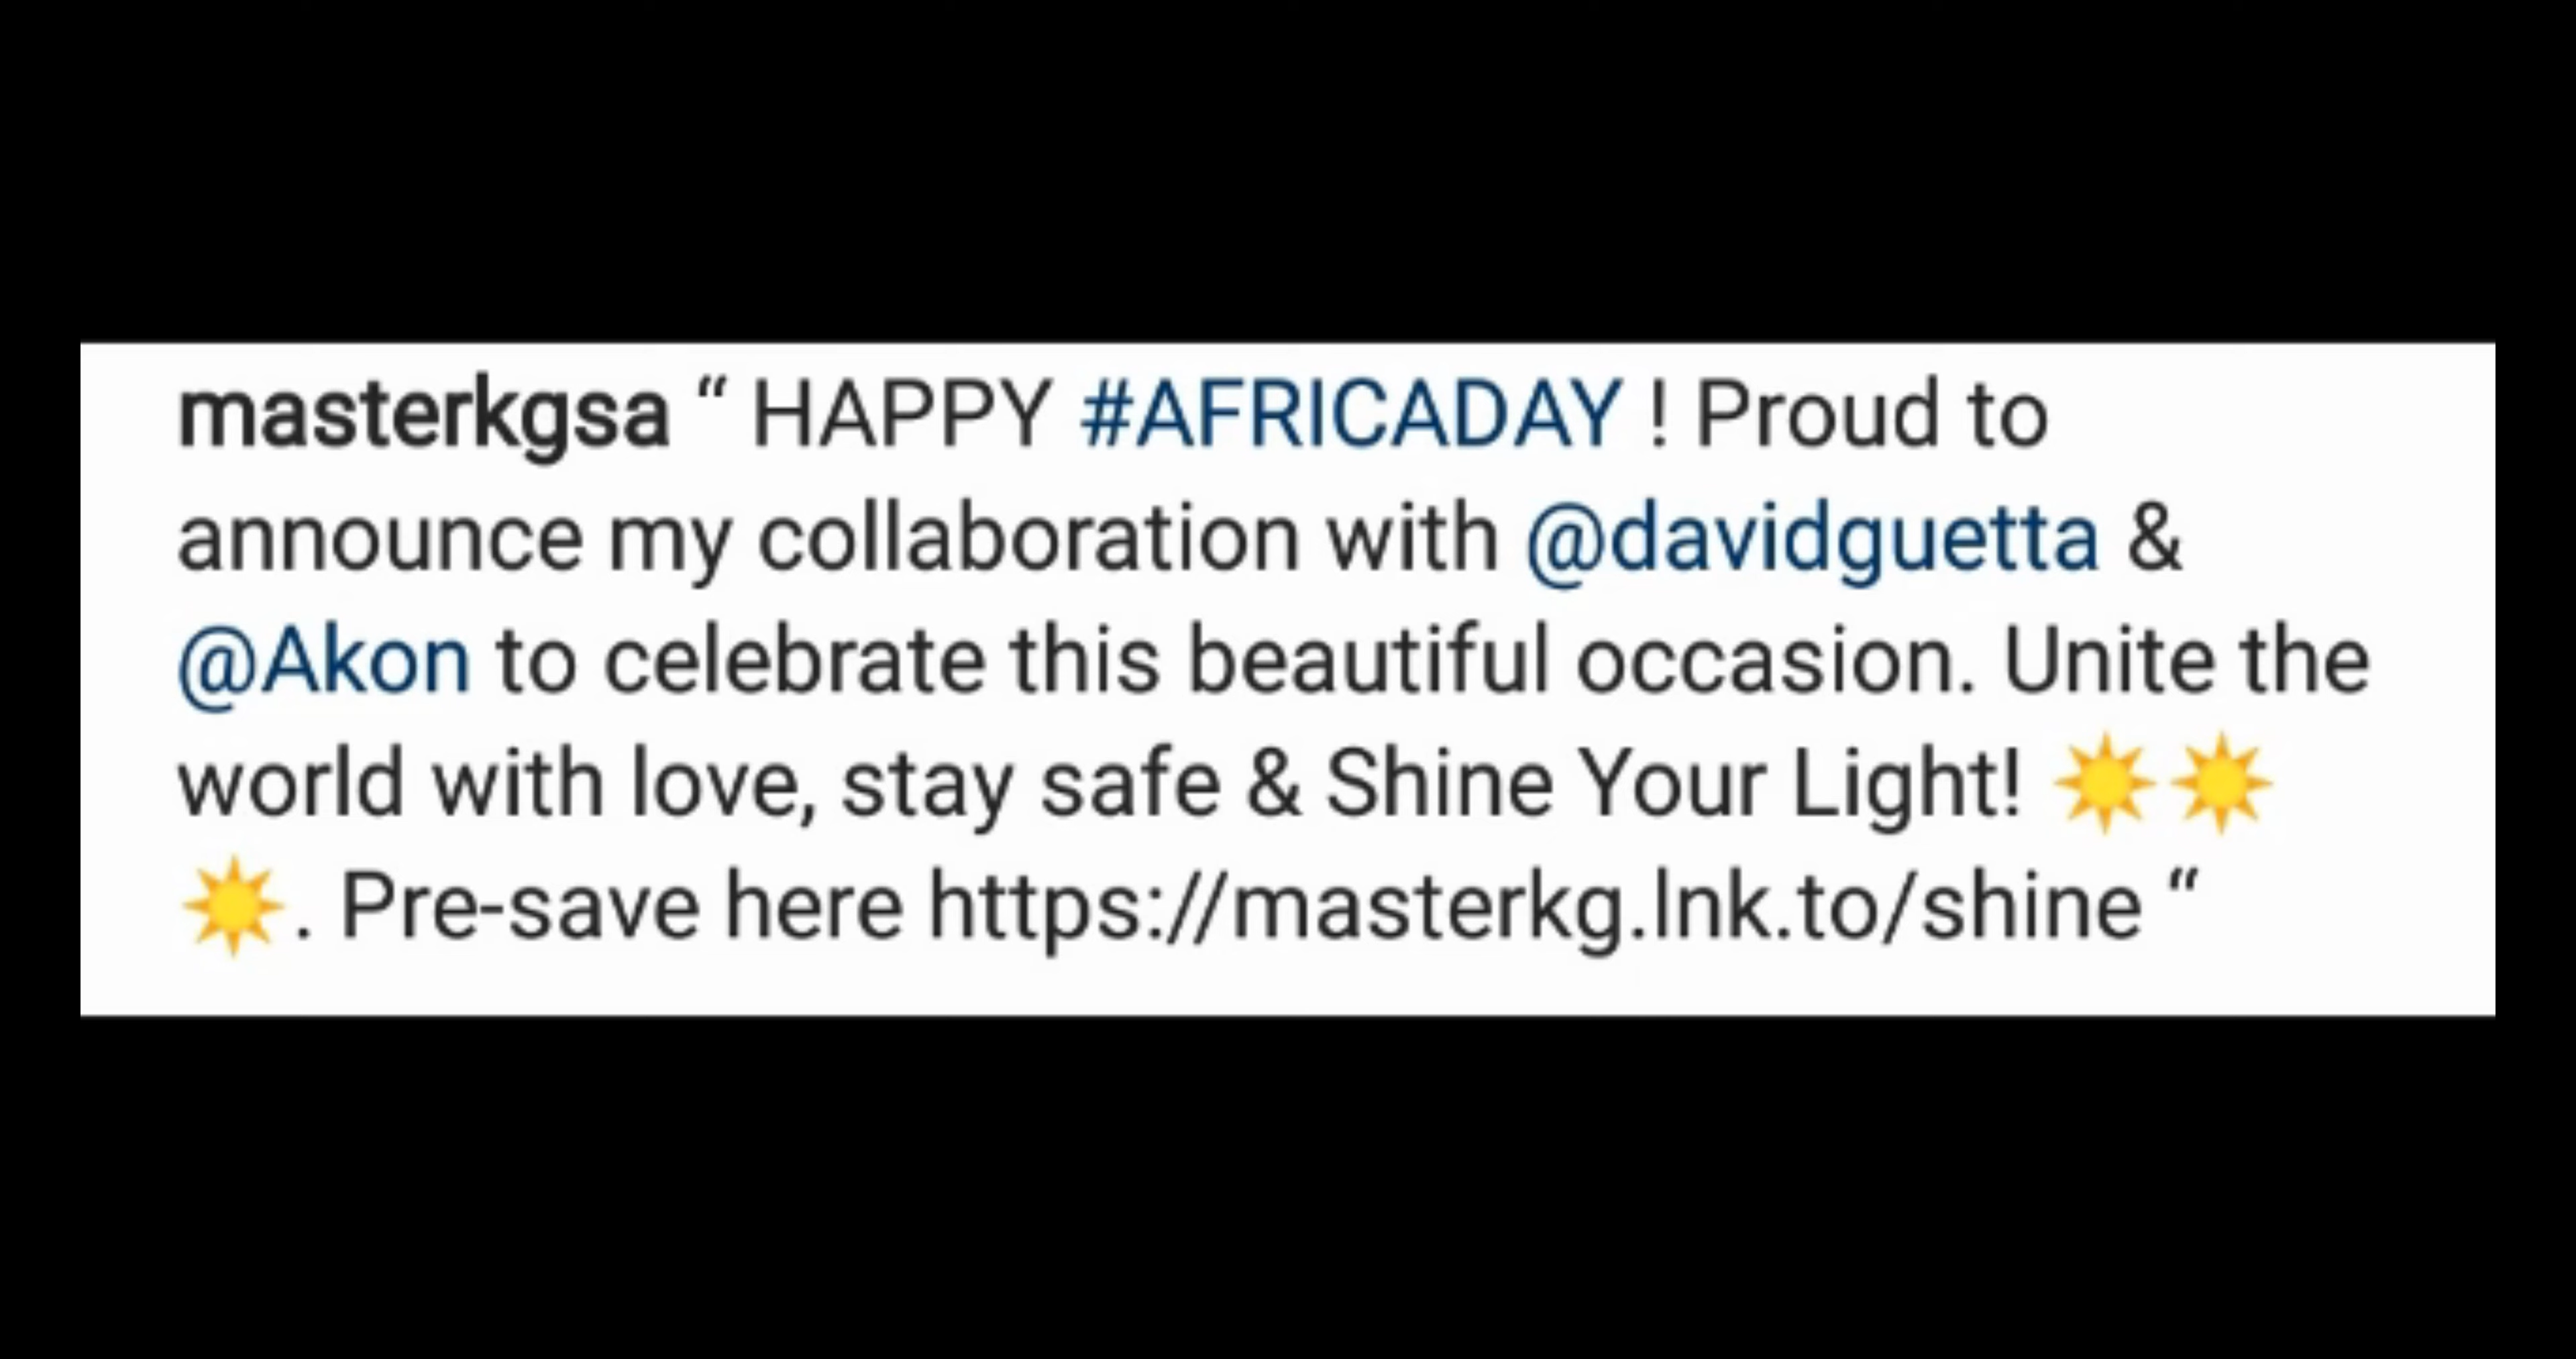 masterkgsa “ HAPPY #AFRICADAY ! Proud to
announce my collaboration with @davidguetta &
@Akon to celebrate this beautiful occasion. Unite the
world with love, stay safe & Shine Your Light! ☀️☀️
☀️. Pre-save here https://masterkg.lnk.to/shine “